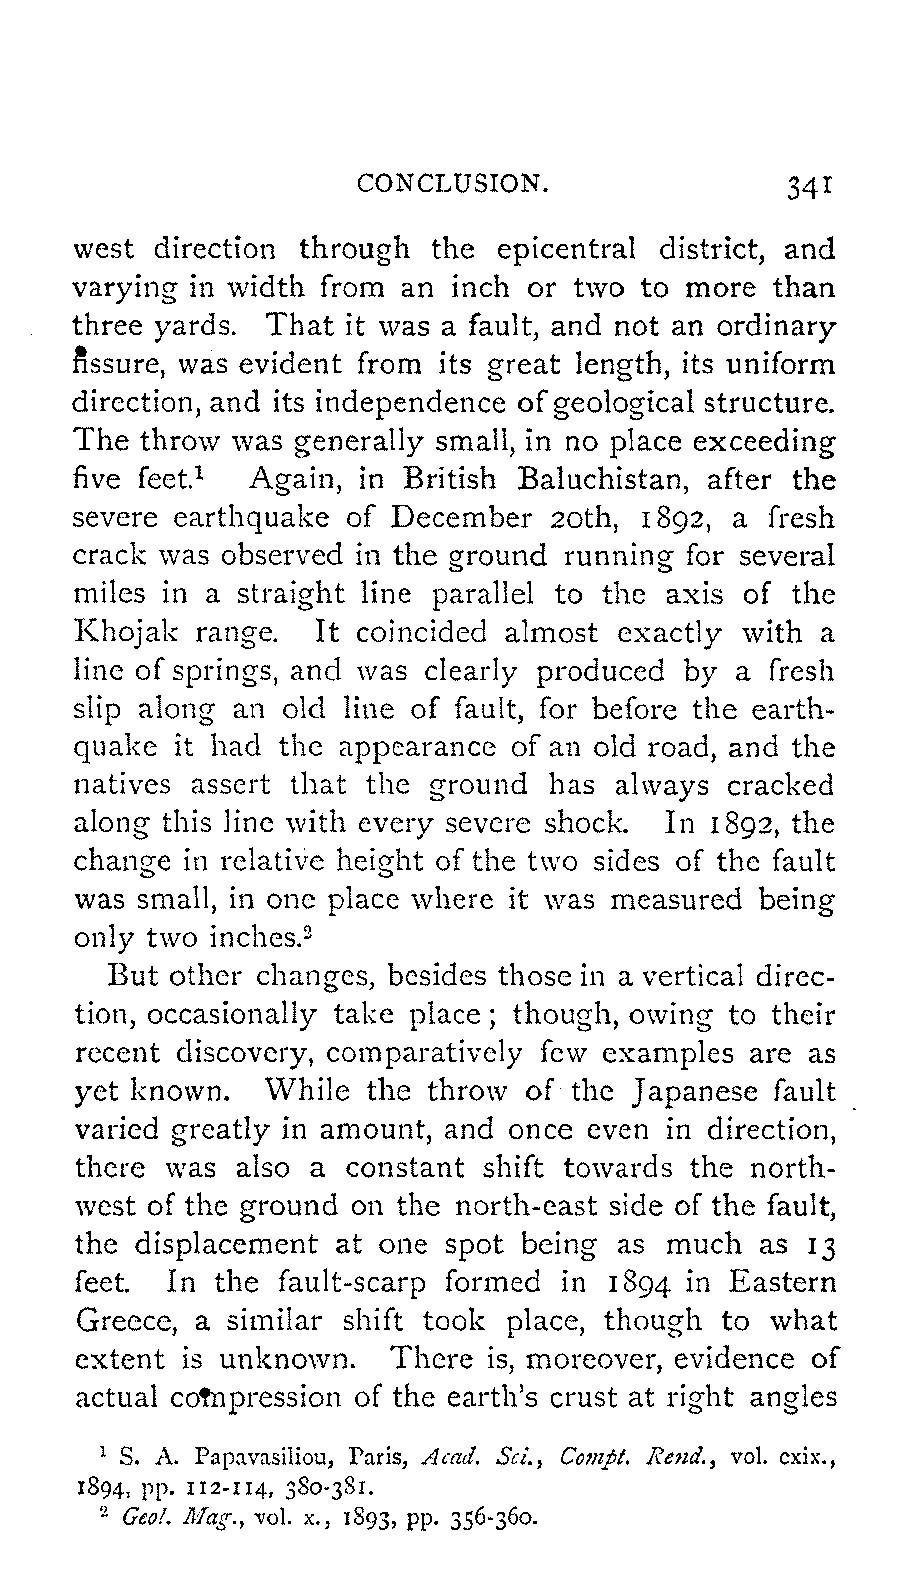 CONCLUSION. 341
west direction through the epicentral district, and
varying in width from an inch or two to more than
three yards. That it was a fault, and not an ordinary
fissure, was evident from its great length, its uniform
direction, and its independence of geological structure.
The throw was generally small, in no place exceeding
five feet.¹ Again, in British Baluchistan, after the
severe earthquake of December 20th, 1892, a fresh
crack was observed in the ground running for several
miles in a straight line parallel to the axis of the
Khojak range. It coincided almost exactly with a
line of springs, and was clearly produced by a fresh
slip along an old line of fault, for before the earth-
quake it had the appearance of an old road, and the
natives assert that the ground has always cracked
along this line with every severe shock. In 1892, the
change in relative height of the two sides of the fault
was small, in one place where it was measured being
only two inches.²
But other changes, besides those in a vertical direc-
tion, occasionally take place; though, owing to their
recent discovery, comparatively few examples are as
yet known. While the throw of the Japanese fault
varied greatly in amount, and once even in direction,
there was also a constant shift towards the north-
west of the ground on the north-east side of the fault,
the displacement at one spot being as much as 13
feet. In the fault-scarp formed in 1894 in Eastern
Greece, a similar shift took place, though to what
extent is unknown. There is, moreover, evidence of
actual compression of the earth's crust at right angles
¹ S. A. Papavasiliou, Paris, Acad. Sci., Compt. Rend., vol. cxix.,
1894, pp. 112-114, 380-381.
² Geol. Mag., vol. x., 1893, pp. 356-360.